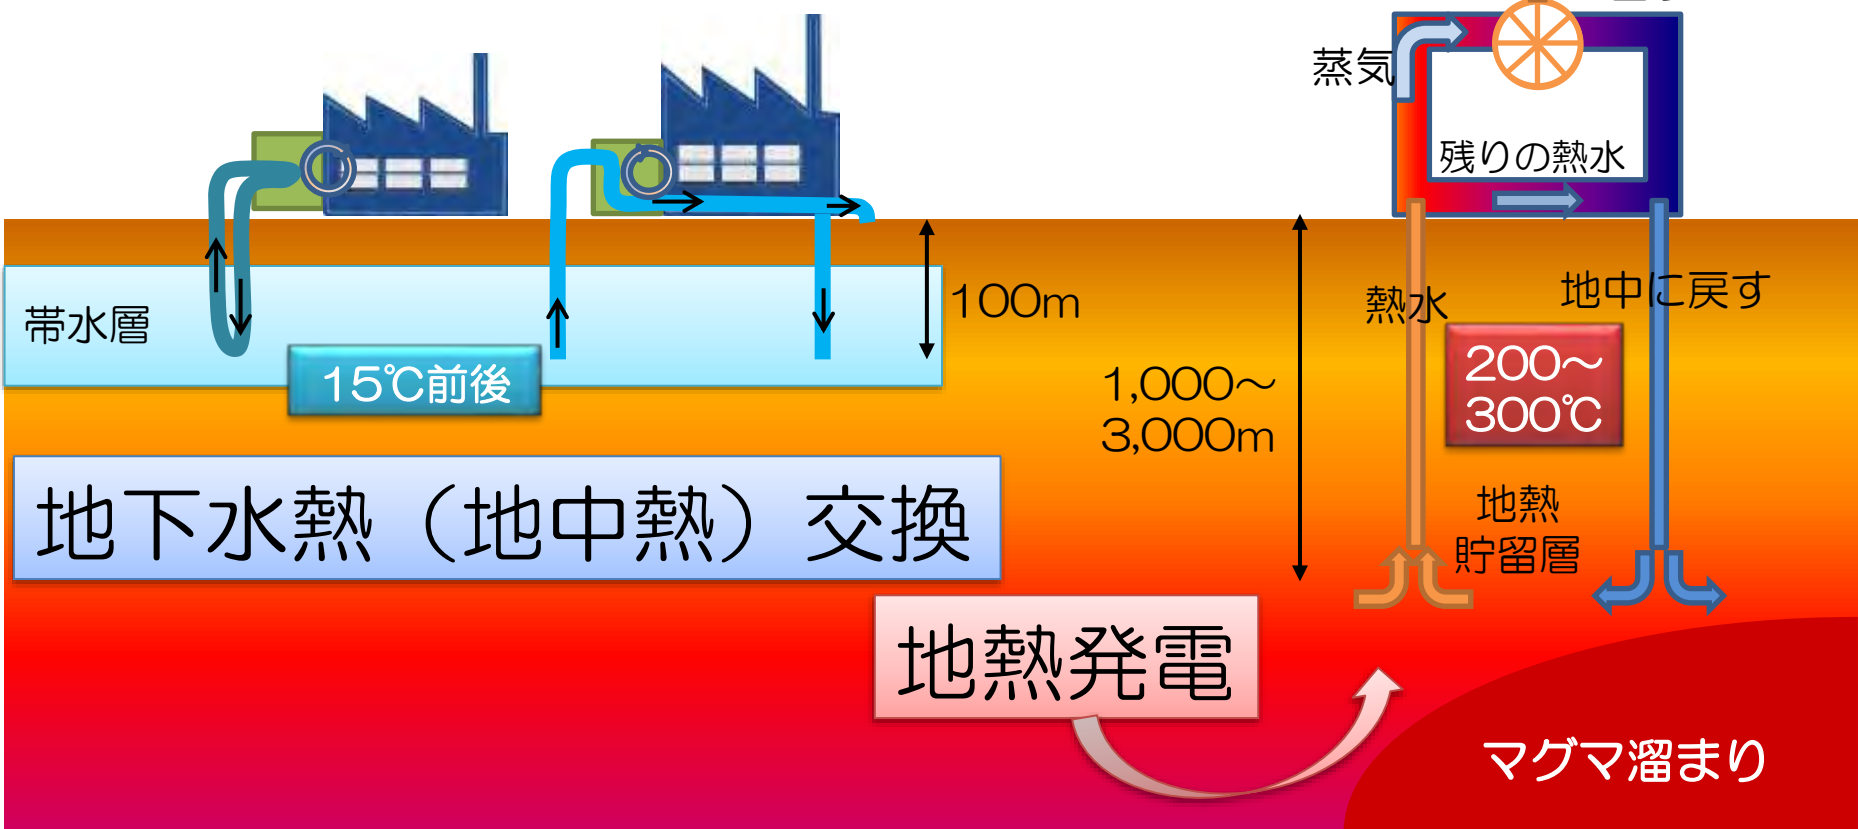 蒸気
残りの熱水
帯水層
100m
15℃前後
熱水
地中に戻す
1,000～
3,000m
200～
300℃
地下水熱（地中熱）交換
地熱
貯留層
地熱発電
マグマ溜まり